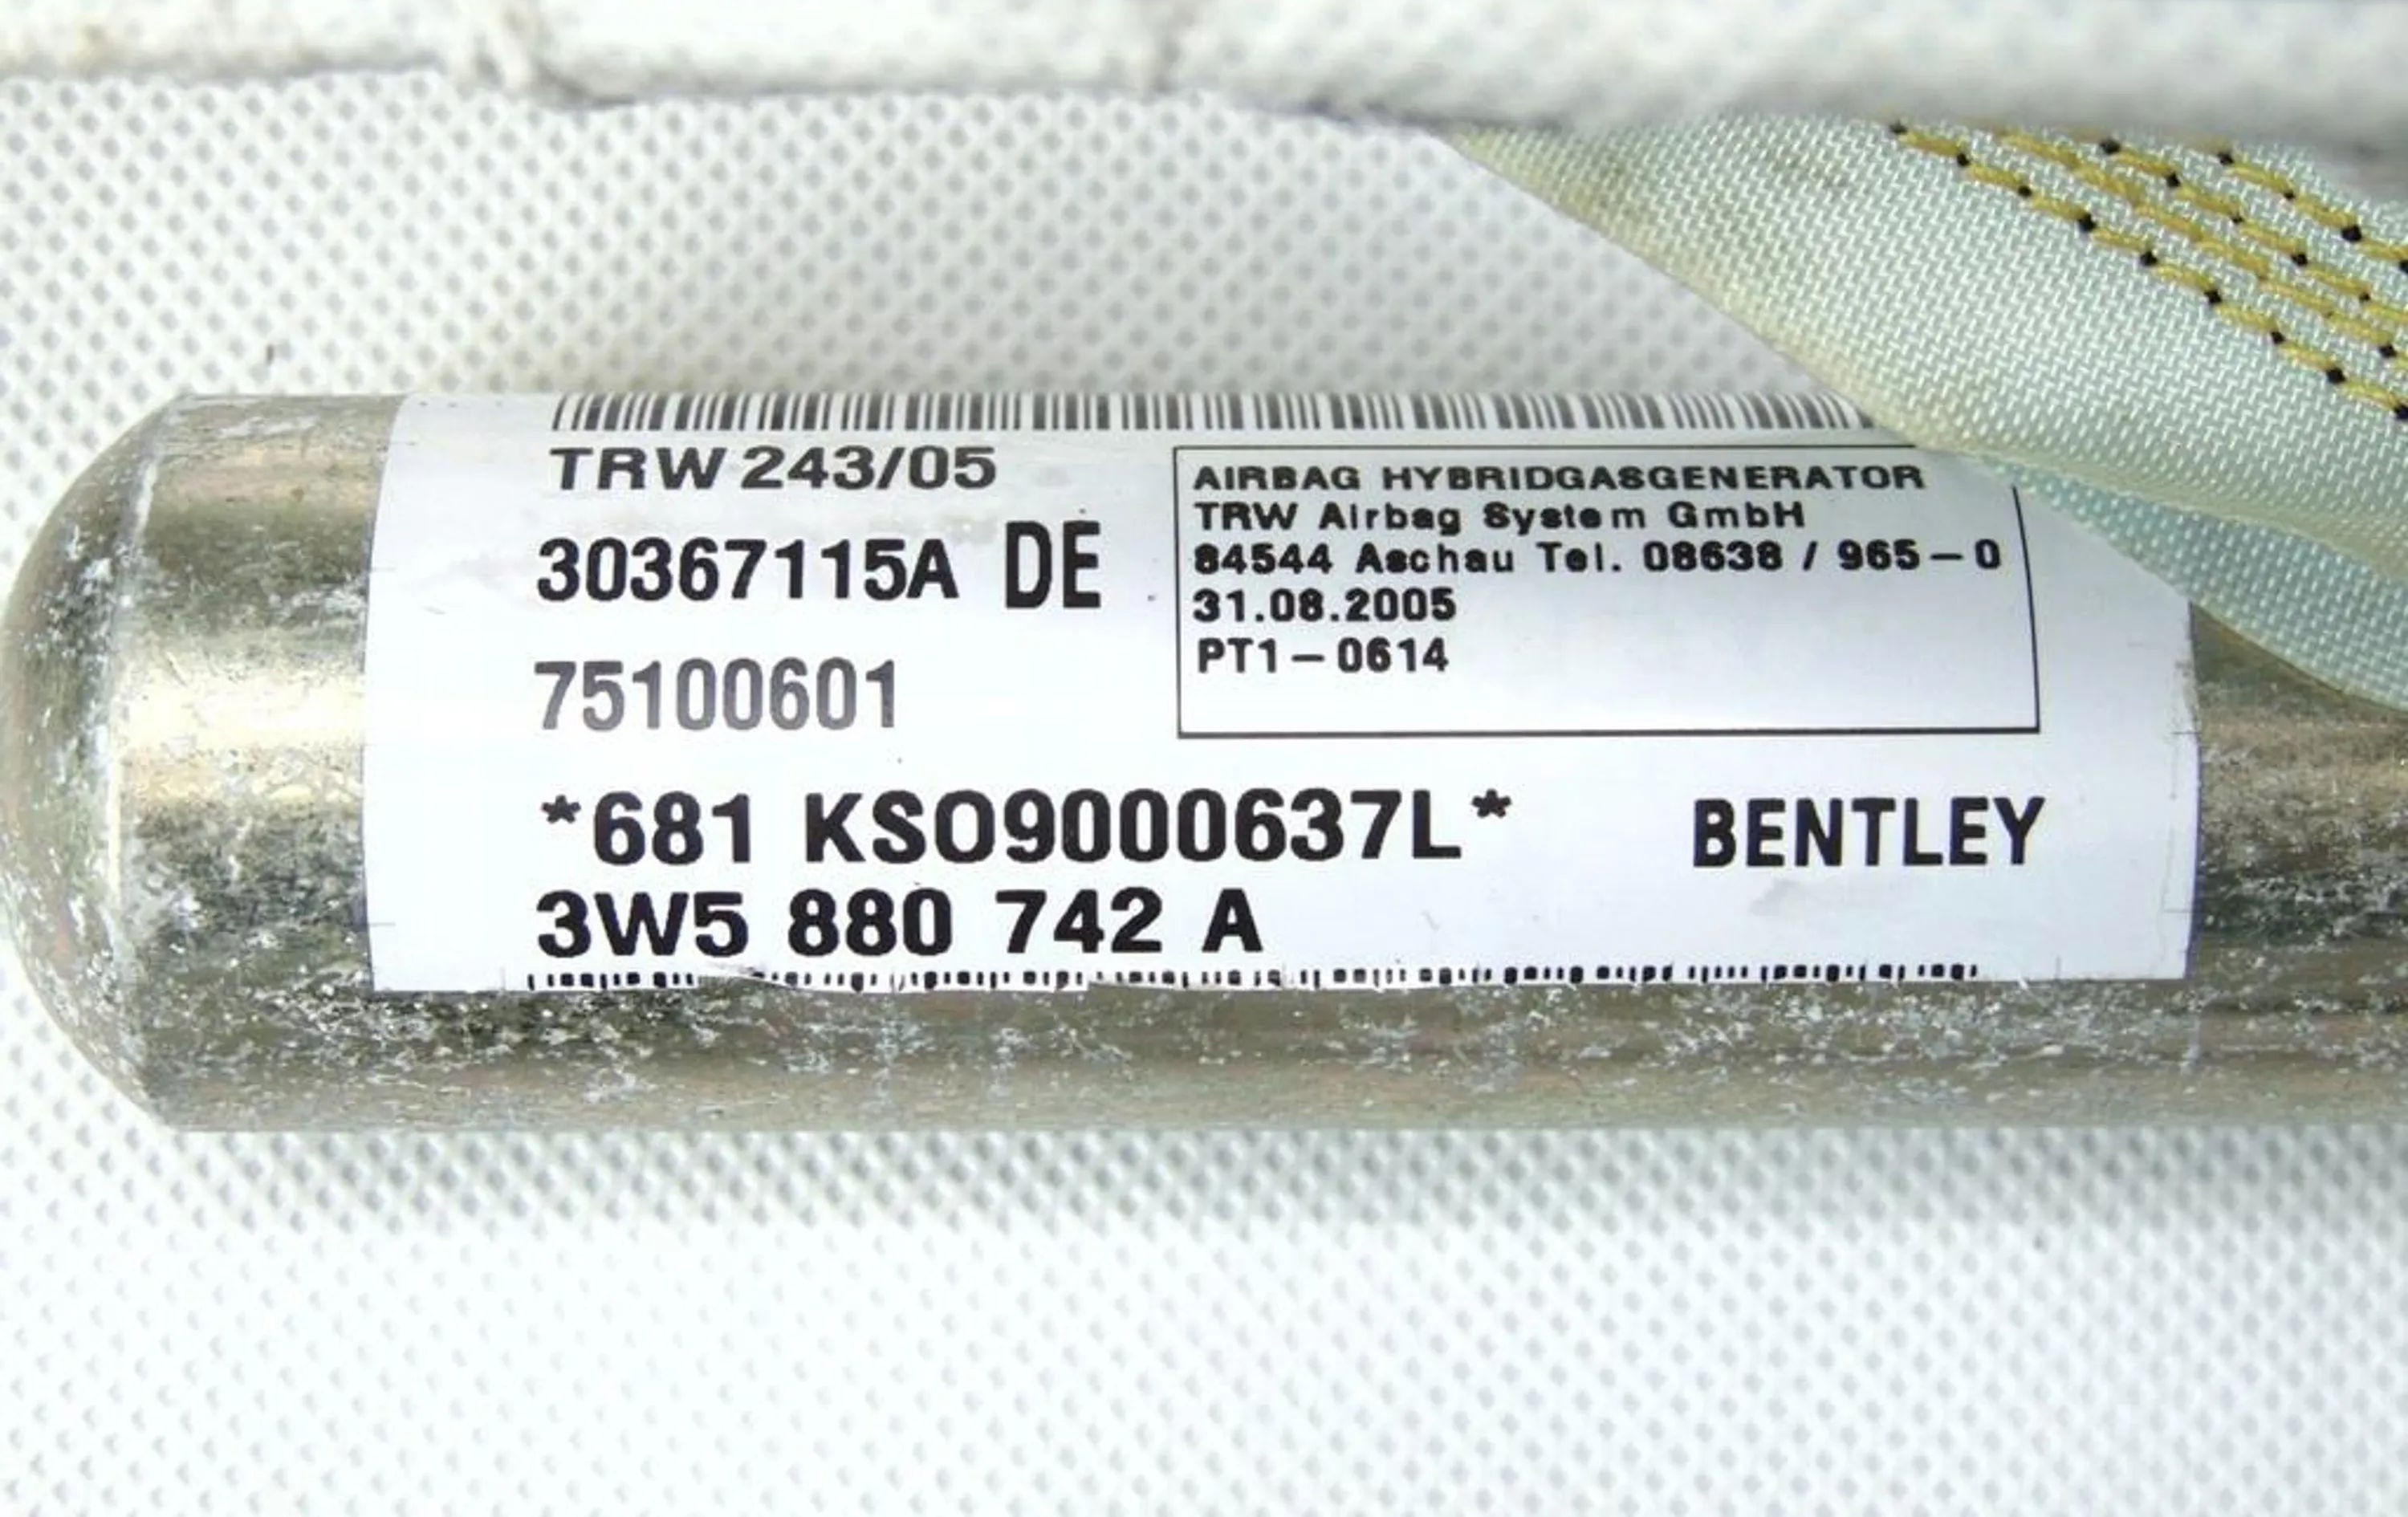 TRW 243/05
30367115A DE
75100601
AIRBAG HYBRIDGASGENERATOR
TRW Airbag System GmbH
84544 Aschau Tel. 08638 / 965-0
31.08.2005
PT1-0614
*681 KSO9000637L*
BENTLEY
3W5 880 742 A